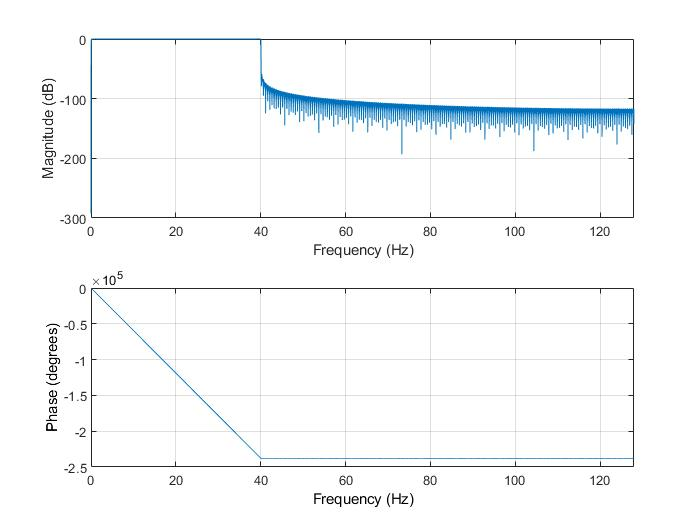 0
-100
-200
-300
Magnitude (dB)
0 20 40 60 80 100 120
Frequency (Hz)
×10^5
0
-0.5
-1
-1.5
-2
-2.5
Phase (degrees)
0 20 40 60 80 100 120
Frequency (Hz)